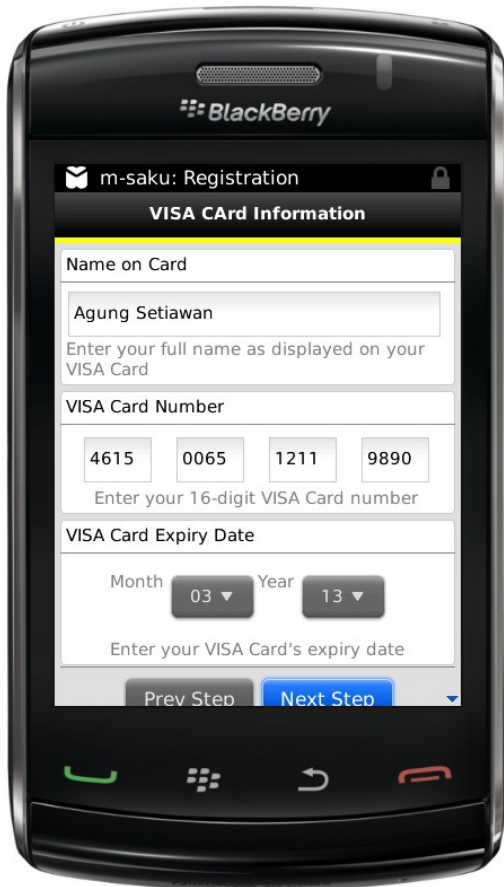 BlackBerry
m-saku: Registration
VISA CArd Information
Name on Card
Agung Setiawan
Enter your full name as displayed on your
VISA Card
VISA Card Number
4615 0065 1211 9890
Enter your 16-digit VISA Card number
VISA Card Expiry Date
Month 03 Year 13
Enter your VISA Card's expiry date
Prev Step Next Step